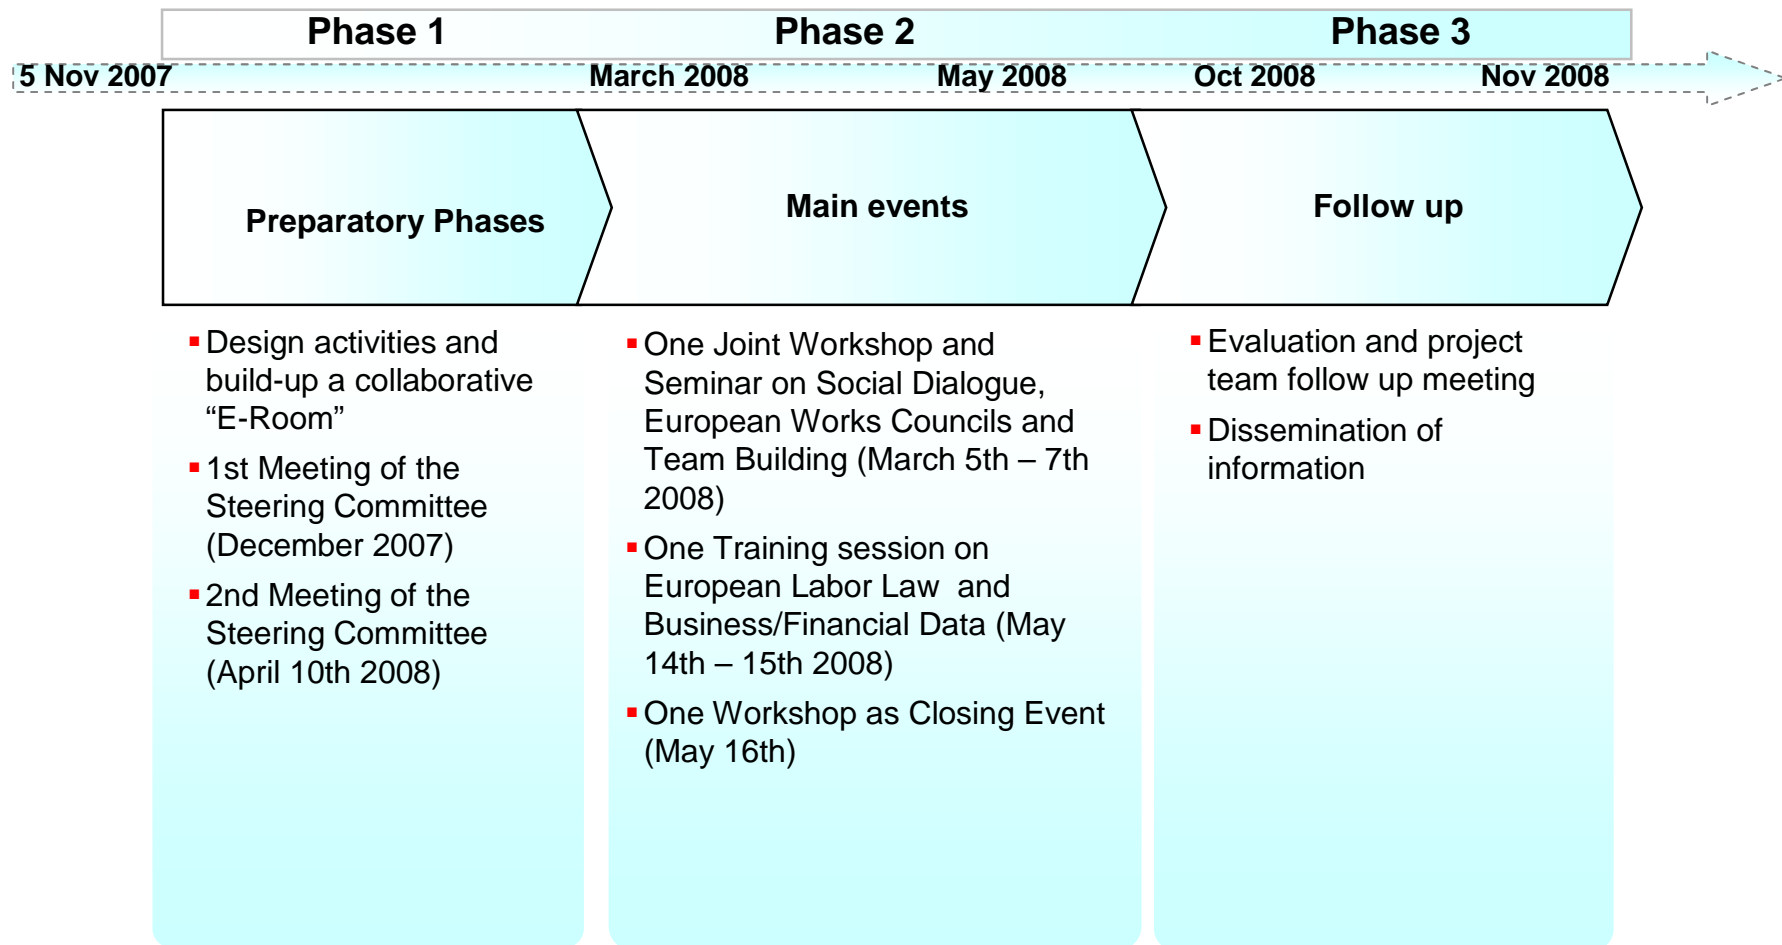 Phase 1 Phase 2 Phase 3
5 Nov 2007 March 2008 May 2008 Oct 2008 Nov 2008
Preparatory Phases
Main events
Follow up
▪Design activities and
build-up a collaborative
“E-Room”
▪1st Meeting of the
Steering Committee
(December 2007)
▪2nd Meeting of the
Steering Committee
(April 10th 2008)
▪One Joint Workshop and
Seminar on Social Dialogue,
European Works Councils and
Team Building (March 5th – 7th
2008)
▪One Training session on
European Labor Law  and
Business/Financial Data (May
14th – 15th 2008)
▪One Workshop as Closing Event
(May 16th)
▪Evaluation and project
team follow up meeting
▪Dissemination of
information